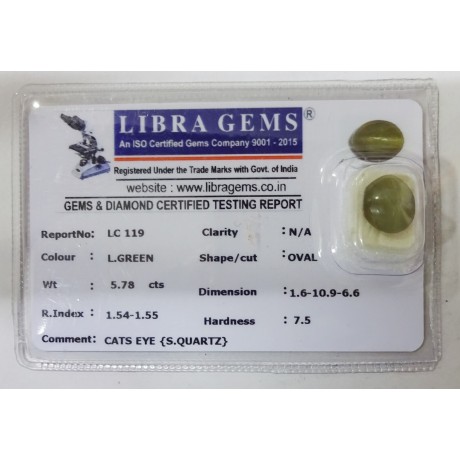 LIBRA GEMS ®
An ISO Certified Gems Company 9001 - 2015
Registered Under the Trade Marks with Govt. of India
website : www.libragems.co.in
GEMS & DIAMOND CERTIFIED TESTING REPORT
ReportNo: LC 119 Clarity : N/A
Colour : L.GREEN Shape/cut : OVAL
Wt : 5.78 cts Dimension : 1.6-10.9-6.6
R.Index : 1.54-1.55 Hardness : 7.5
Comment: CATS EYE {S.QUARTZ}